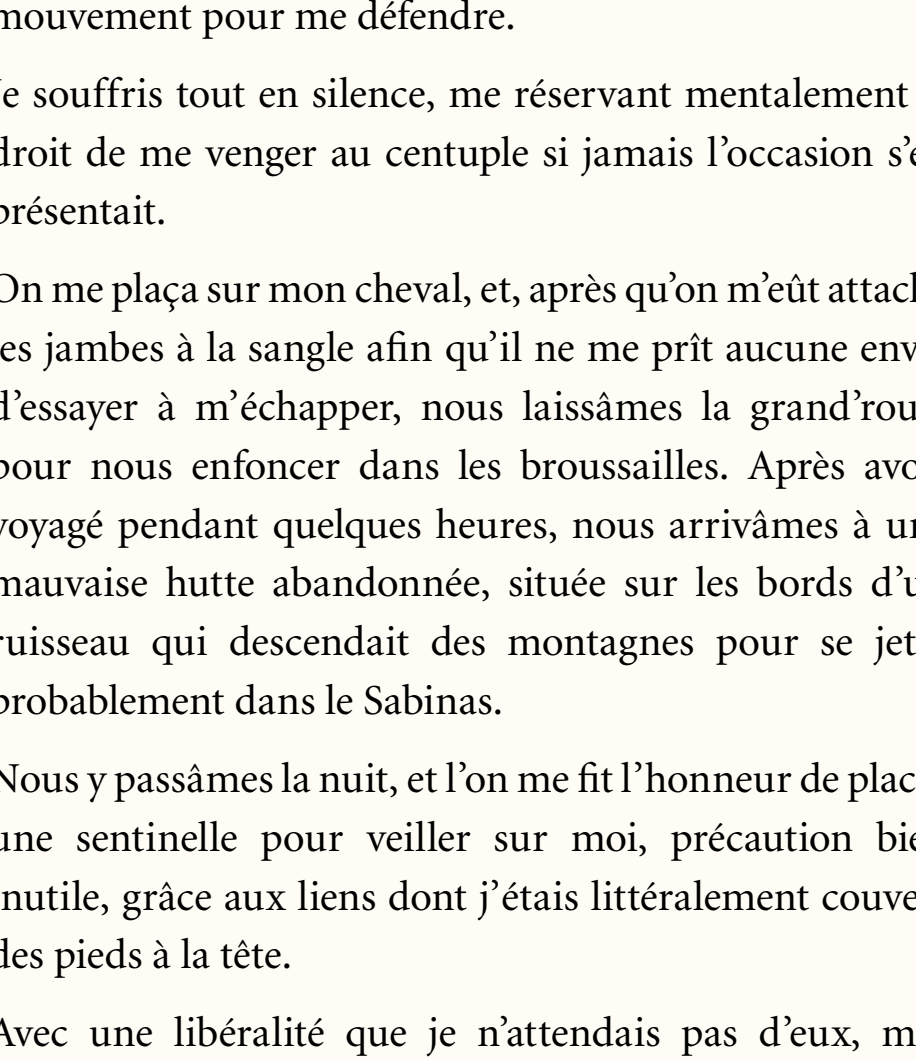 mouvement pour me défendre.
Je souffris tout en silence, me réservant mentalement
droit de me venger au centuple si jamais l’occasion s’e
présentait.
On me plaça sur mon cheval, et, après qu’on m’eût attach
les jambes à la sangle afin qu’il ne me prît aucune env
d’essayer à m’échapper, nous laissâmes la grand’rou
pour nous enfoncer dans les broussailles. Après avo
voyagé pendant quelques heures, nous arrivâmes à un
mauvaise hutte abandonnée, située sur les bords d’u
ruisseau qui descendait des montagnes pour se jet
probablement dans le Sabinas.
Nous y passâmes la nuit, et l’on me fit l’honneur de plac
une sentinelle pour veiller sur moi, précaution bie
inutile, grâce aux liens dont j’étais littéralement couve
des pieds à la tête.
Avec une libéralité que je n’attendais pas d’eux, m